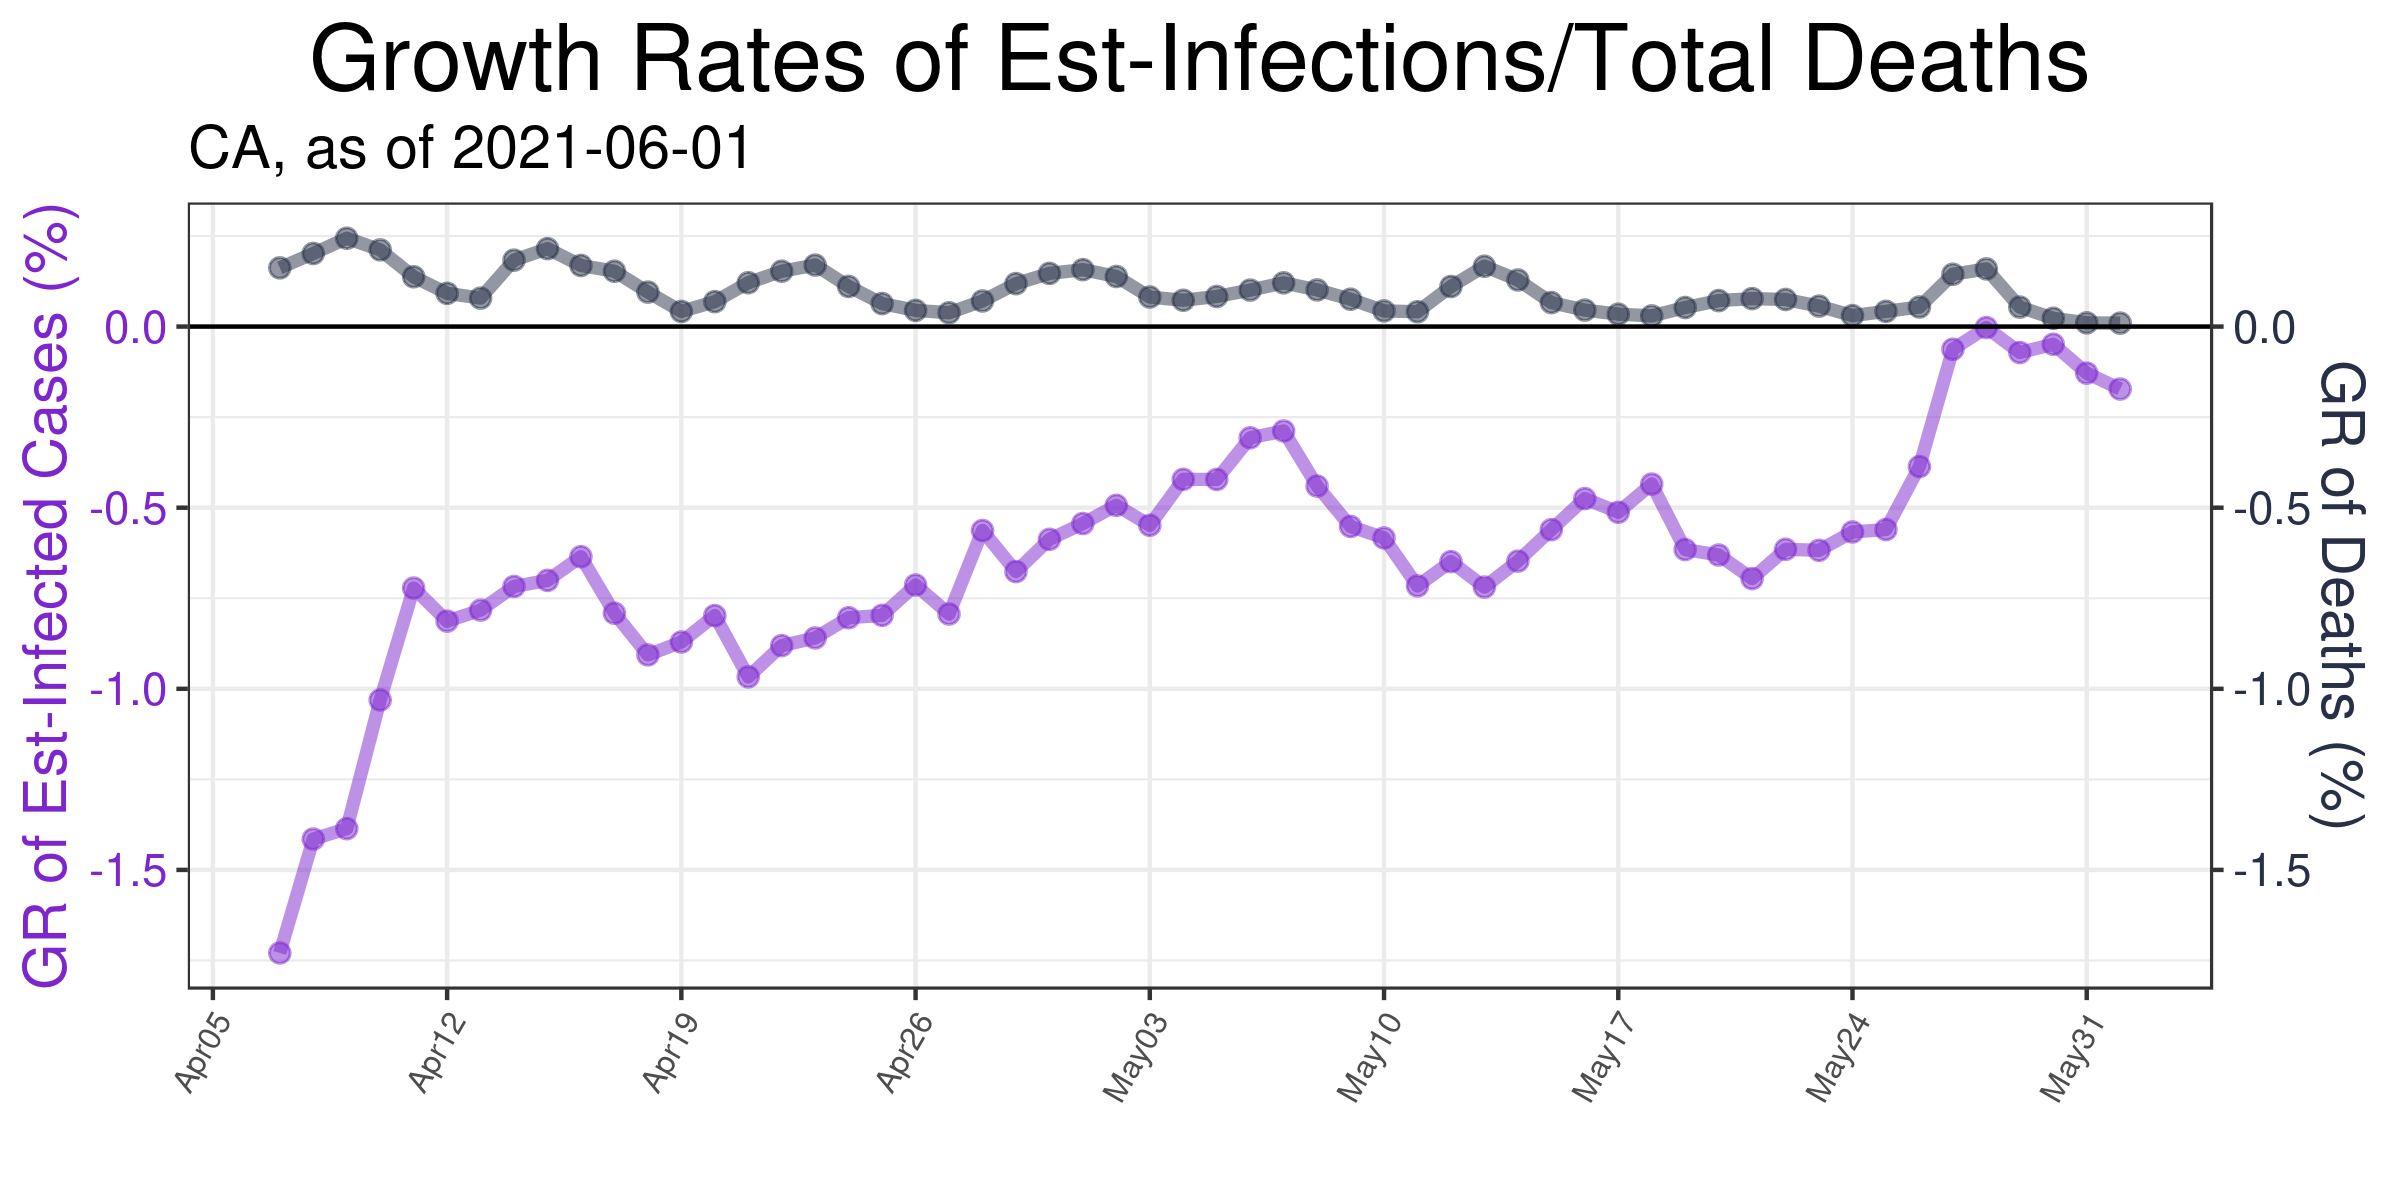 Growth Rates of Est-Infections/Total Deaths
CA, as of 2021-06-01
GR of Est-Infected Cases (%)
0.0
-0.5
-1.0
-1.5
0.0
-0.5
-1.0
-1.5
GR of Deaths (%)
Apr05
Apr12
Apr19
Apr26
May03
May10
May17
May24
May31